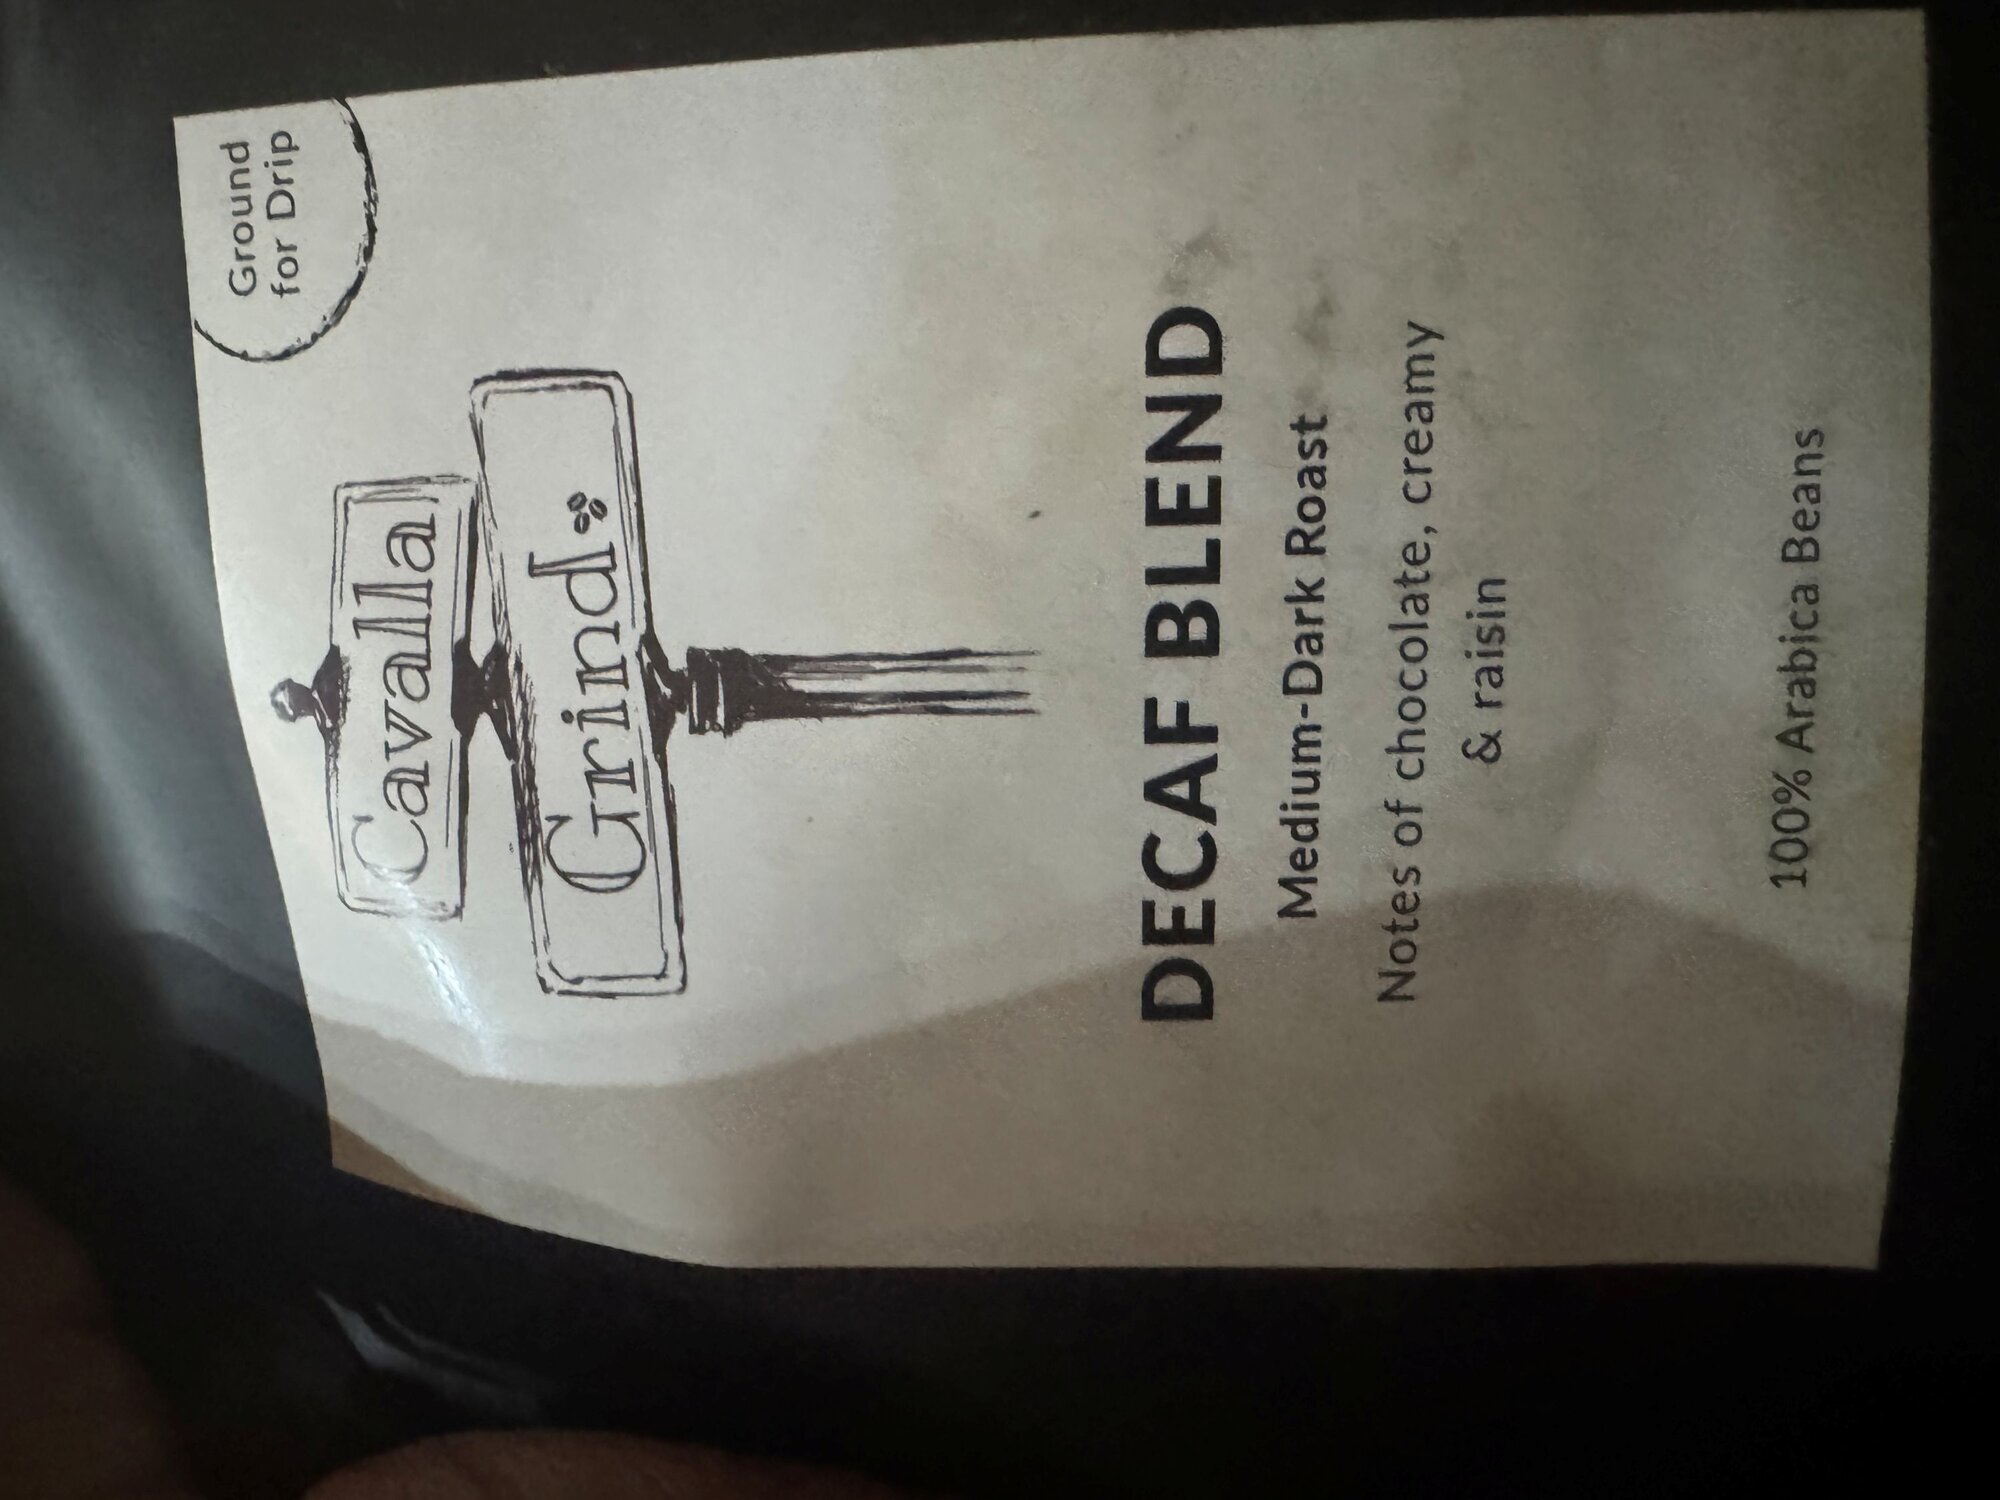 Ground
for Drip
Cavalla
Grind
DECAF BLEND
Medium-Dark Roast
Notes of chocolate, creamy
& raisin
100% Arabica Beans